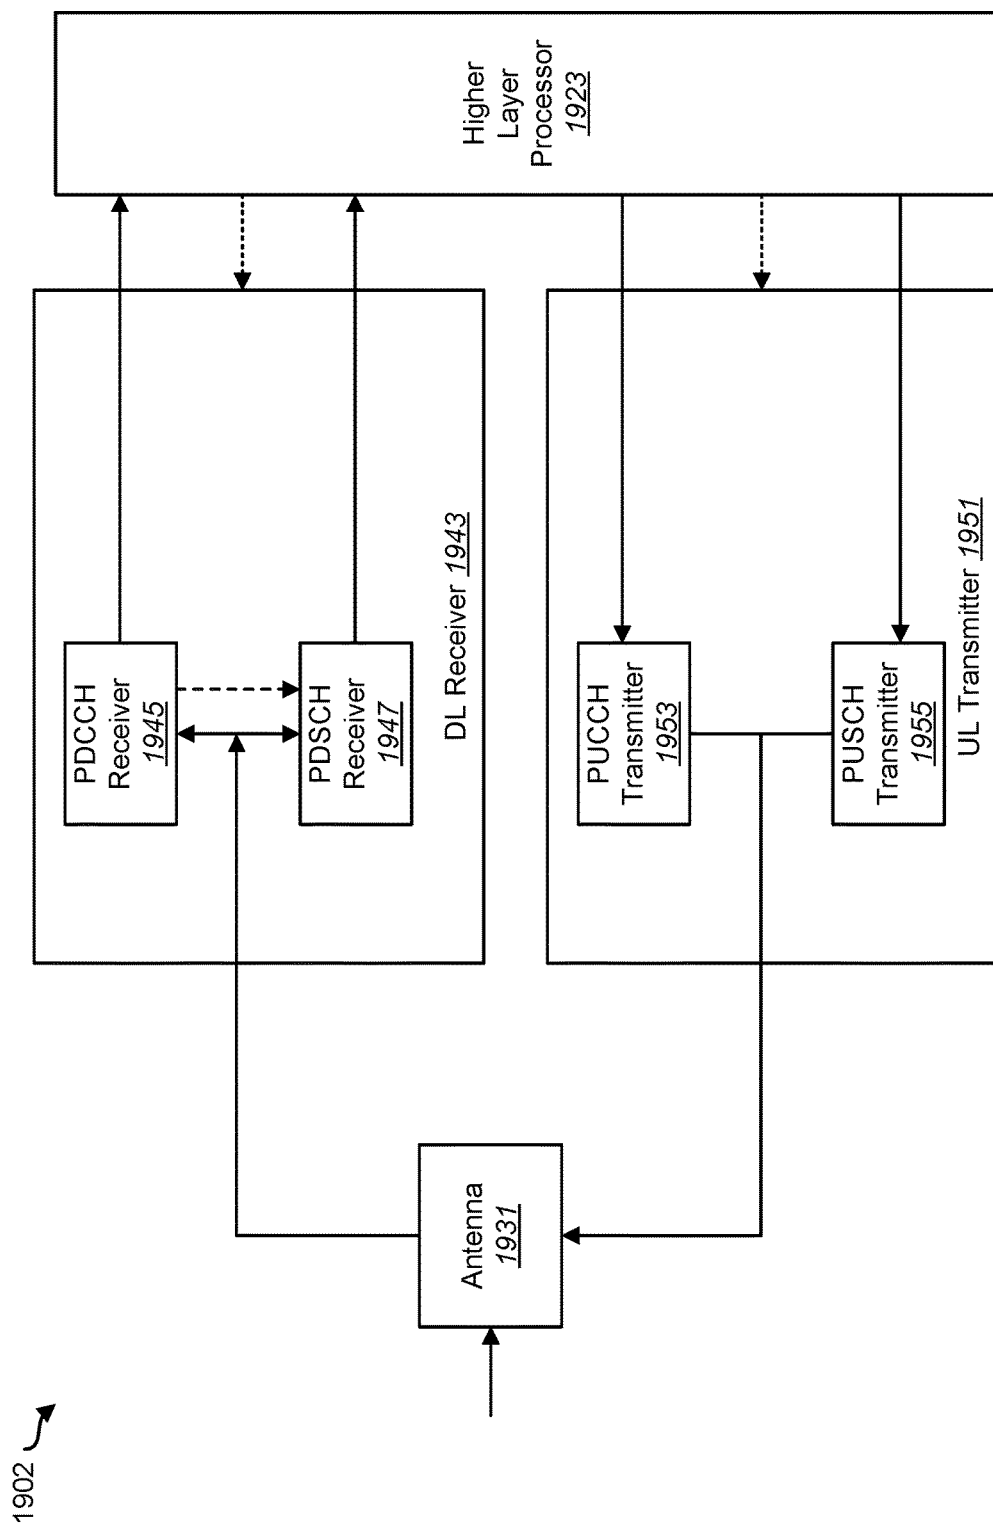 1902
Antenna
1931
PDCCH
Receiver
1945
PDSCH
Receiver
1947
DL Receiver 1943
PUCCH
Transmitter
1953
PUSCH
Transmitter
1955
UL Transmitter 1951
Higher
Layer
Processor
1923